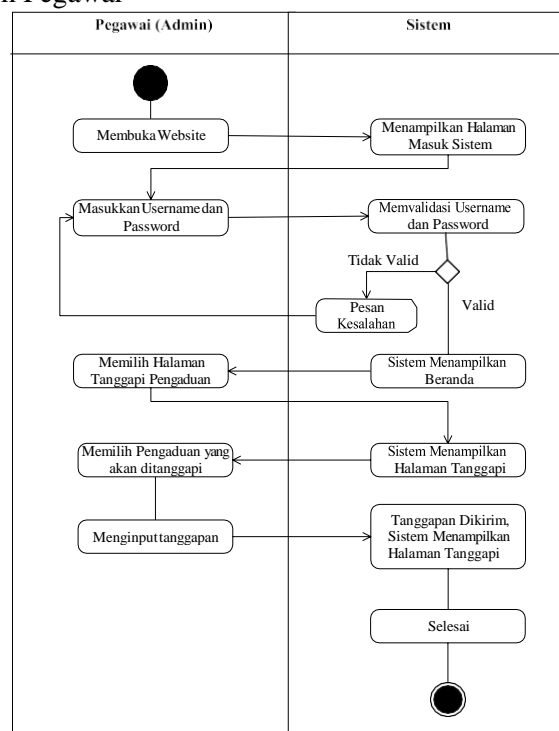 Pegawai (Admin)
Sistem
Membuka Website
Menampilkan Halaman
Masuk Sistem
Masukkan Username dan
Password
Memvalidasi Username
dan Password
Tidak Valid
Valid
Pesan
Kesalahan
Memilih Halaman
Tanggapi Pengaduan
Sistem Menampilkan
Beranda
Memilih Pengaduan yang
akan ditanggapi
Sistem Menampilkan
Halaman Tanggapi
Menginput tanggapan
Tanggapan Dikirim,
Sistem Menampilkan
Halaman Tanggapi
Selesai